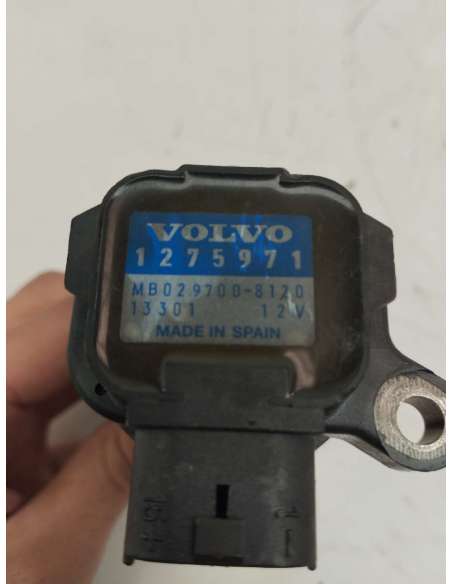 VOLVO
1275971
MB029700-8120
13301 12V
MADE IN SPAIN